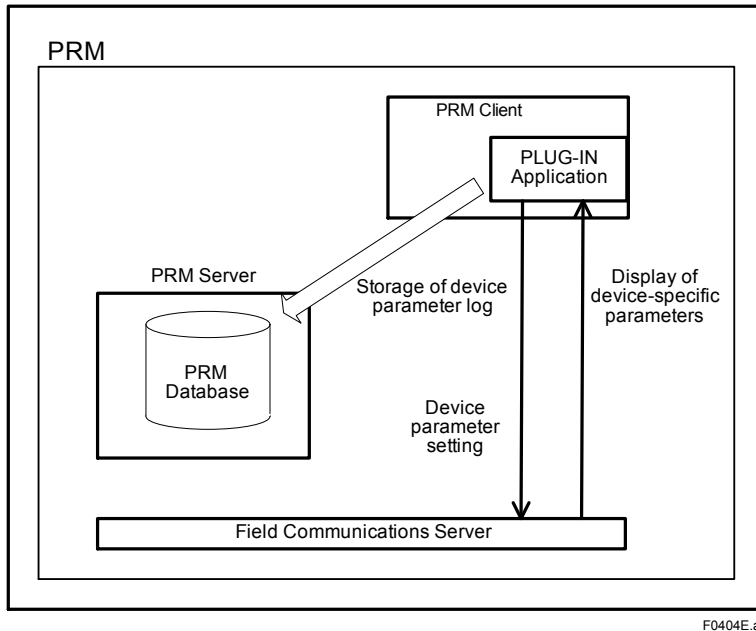 PRM
PRM Client
PLUG-IN
Application
PRM Server
Storage of device
parameter log
Display of
device-specific
parameters
PRM
Database
Device
parameter
setting
Field Communications Server
F0404E.a